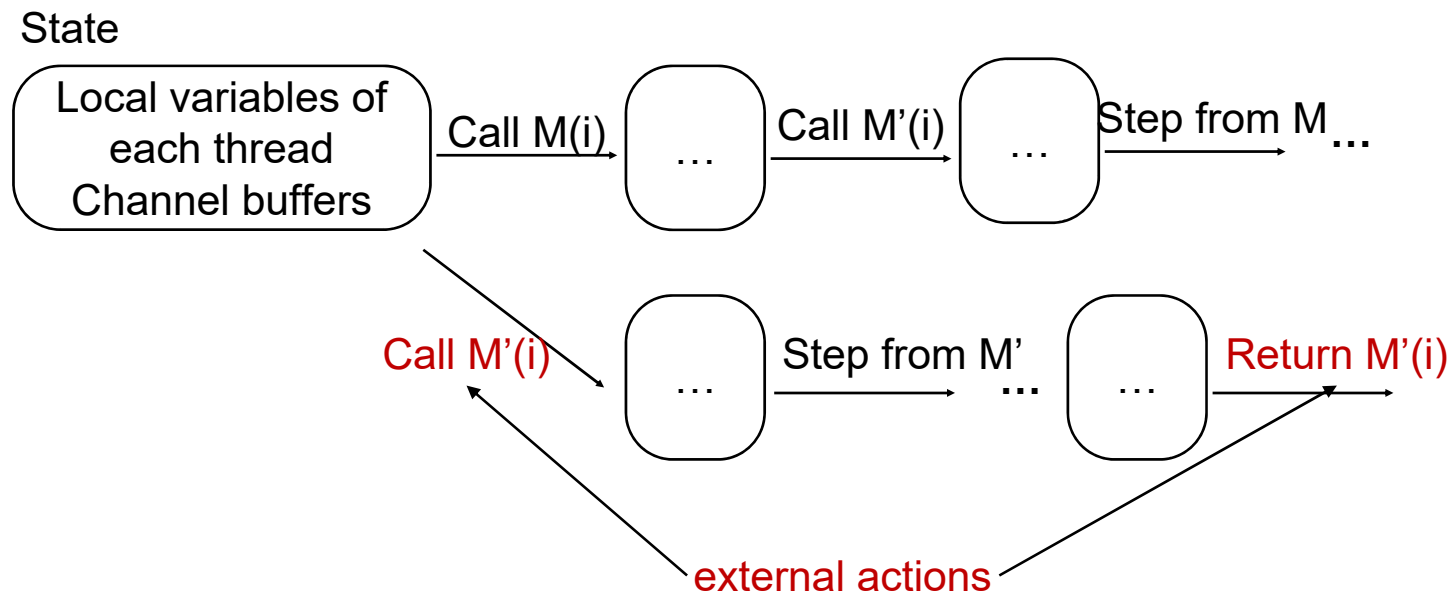 State
Local variables of
each thread
Channel buffers
Call M(i)
...
Call M’(i)
...
Step from M
...
Call M’(i)
...
Step from M’
...
...
Return M’(i)
external actions